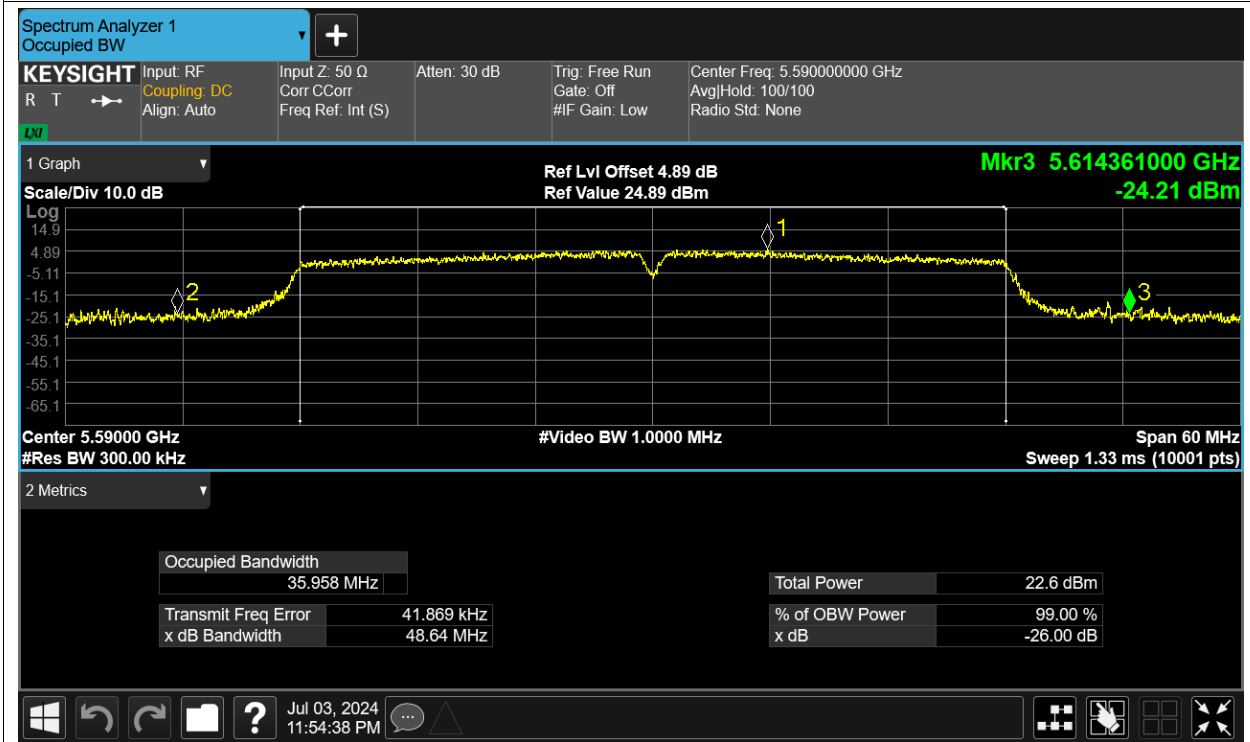 Spectrum Analyzer 1
Occupied BW
KEYSIGHT
R T
LXI
Input: RF
Coupling: DC
Align: Auto
Input Z: 50 Ω
Corr CCorr
Freq Ref: Int (S)
Atten: 30 dB
Trig: Free Run
Gate: Off
#IF Gain: Low
Center Freq: 5.590000000 GHz
Avg|Hold: 100/100
Radio Std: None
1 Graph
Scale/Div 10.0 dB
Ref Lvl Offset 4.89 dB
Ref Value 24.89 dBm
Mkr3 5.614361000 GHz
-24.21 dBm
Log
14.9
4.89
-5.11
-15.1
-25.1
-35.1
-45.1
-55.1
-65.1
1
2
3
Center 5.59000 GHz
#Res BW 300.00 kHz
#Video BW 1.0000 MHz
Span 60 MHz
Sweep 1.33 ms (10001 pts)
2 Metrics
Occupied Bandwidth
35.958 MHz
Transmit Freq Error 41.869 kHz
x dB Bandwidth 48.64 MHz
Total Power 22.6 dBm
% of OBW Power 99.00 %
x dB -26.00 dB
?
Jul 03, 2024
11:54:38 PM